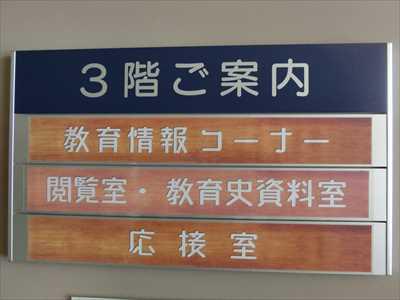 3階ご案内
教育情報コーナー
閲覧室・教育史資料室
応接室